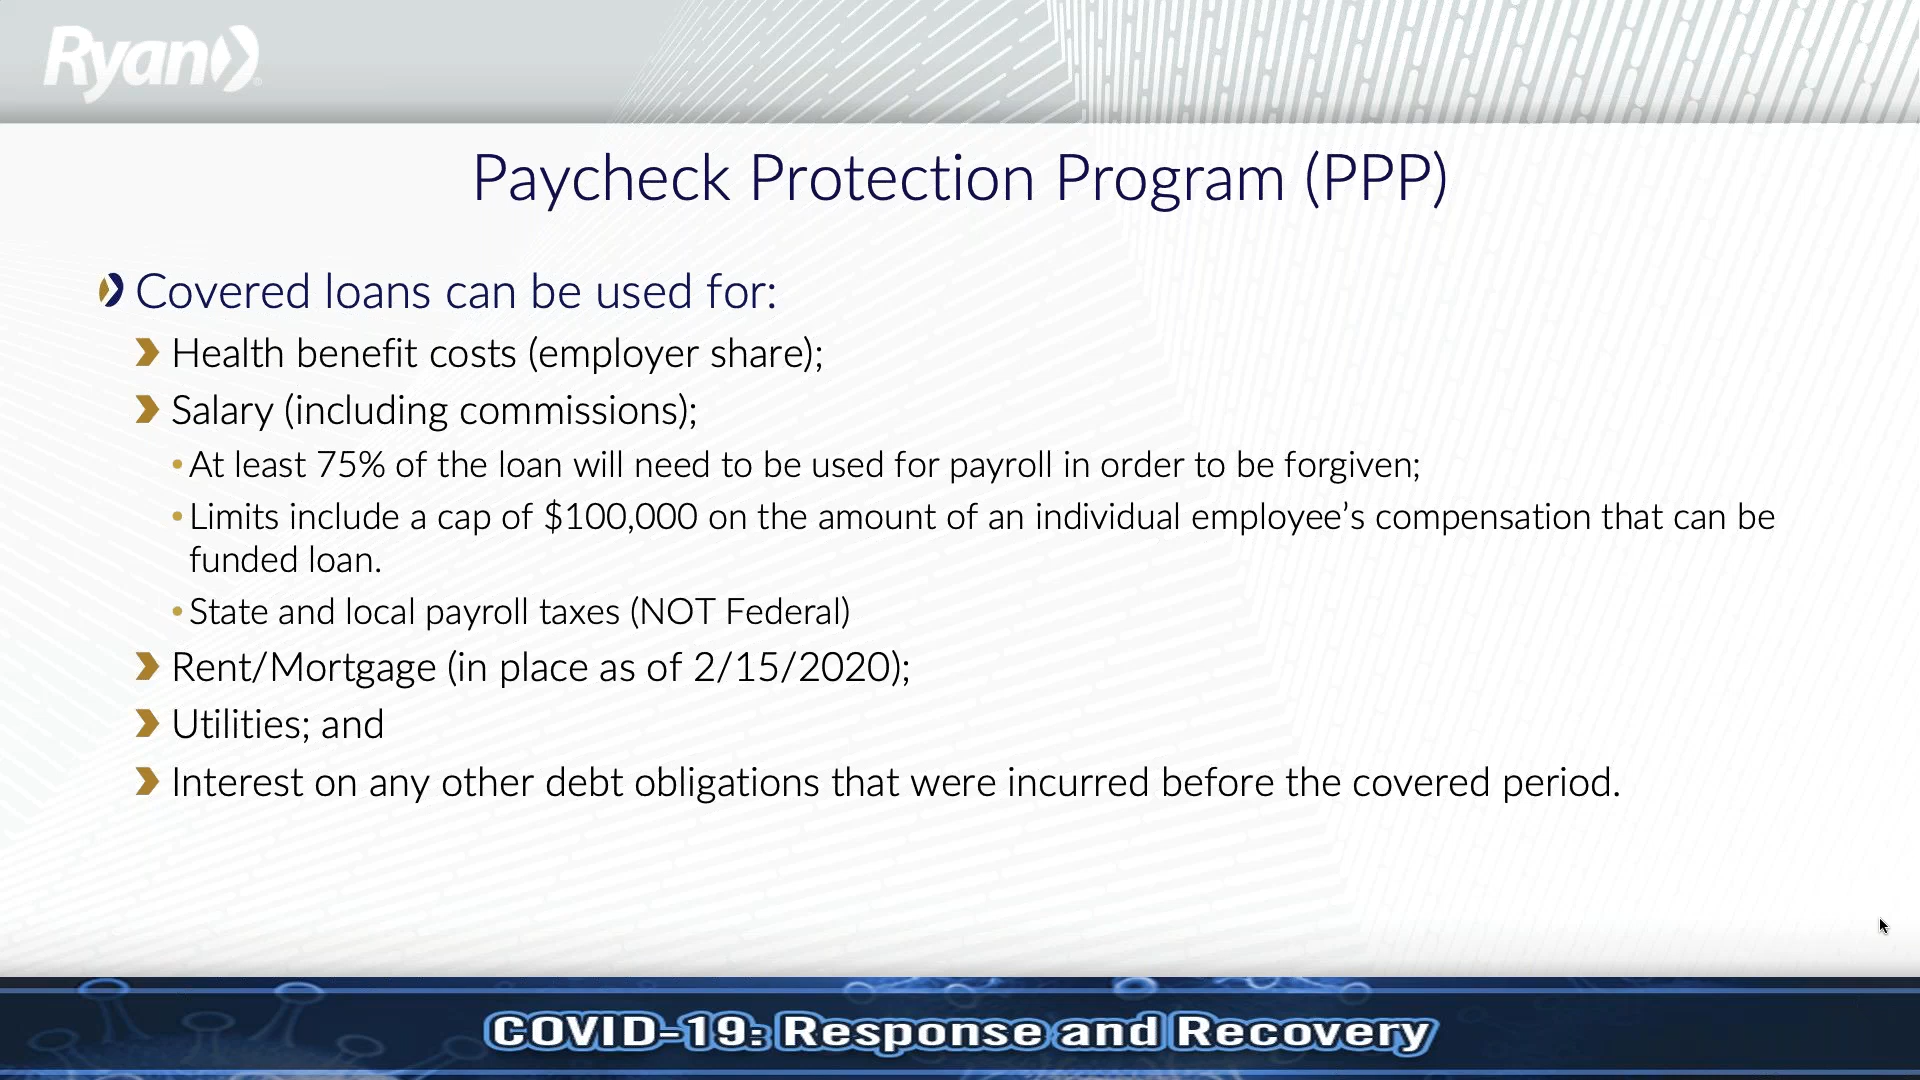 Ryan
Paycheck Protection Program (PPP)
Covered loans can be used for:
Health benefit costs (employer share);
Salary (including commissions);
At least 75% of the loan will need to be used for payroll in order to be forgiven;
Limits include a cap of $100,000 on the amount of an individual employee’s compensation that can be
funded loan.
State and local payroll taxes (NOT Federal)
Rent/Mortgage (in place as of 2/15/2020);
Utilities; and
Interest on any other debt obligations that were incurred before the covered period.
COVID-19: Response and Recovery